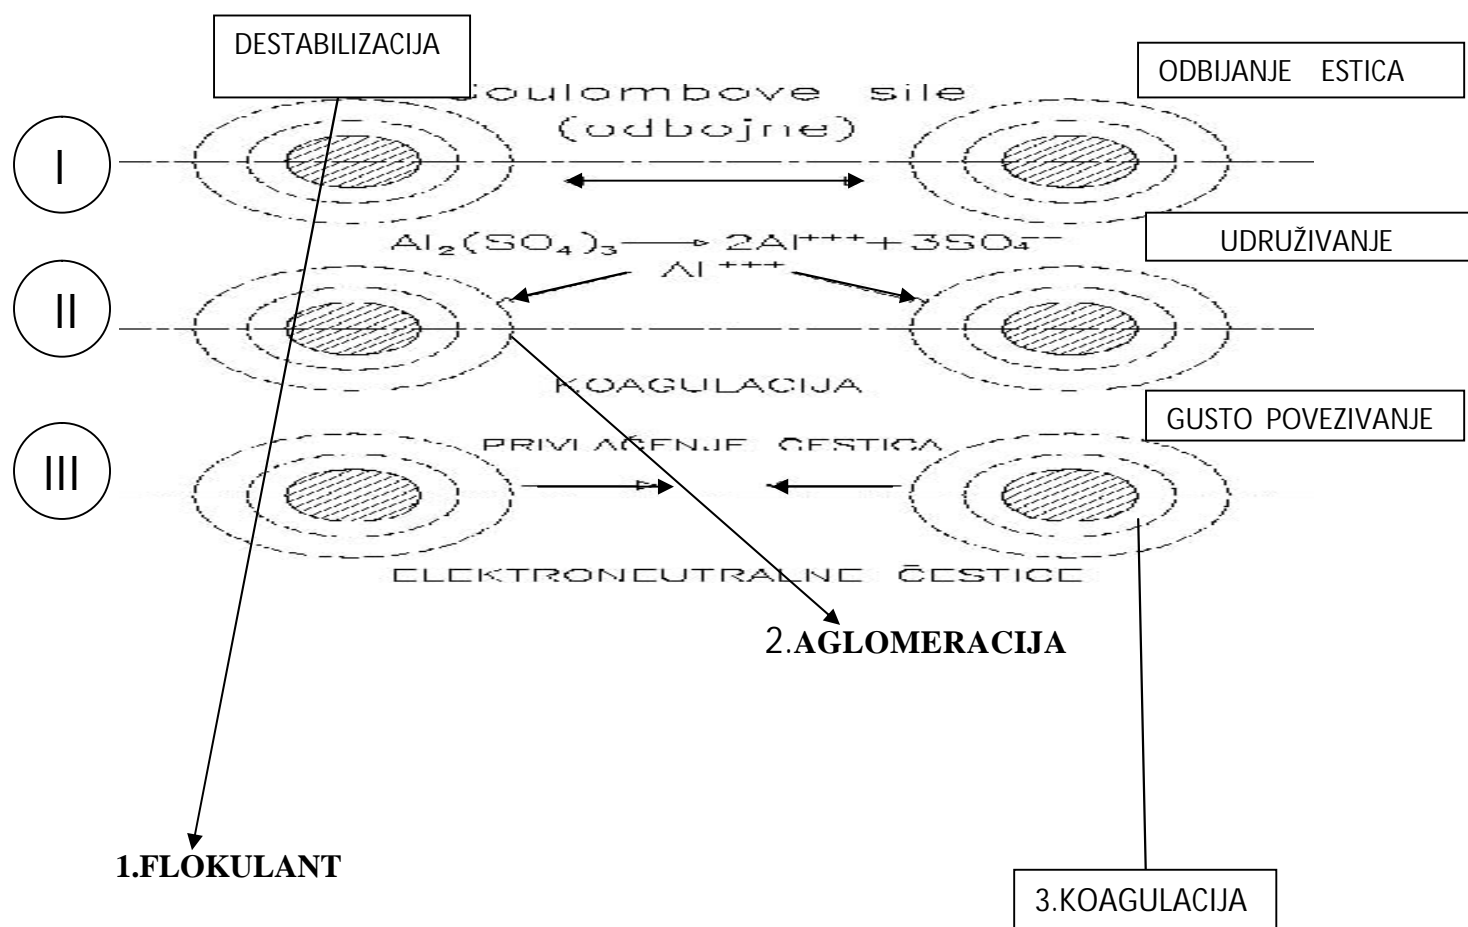 DESTABILIZACIJA
ODBIJANJE ESTICA
Coulombove sile
(odbojne)
I
Al₂(SO₄)₃ → 2Al⁺⁺⁺ + 3SO₄⁻⁻
UDRUŽIVANJE
Al⁺⁺⁺
II
KOAGULACIJA
GUSTO POVEZIVANJE
PRIVLAČENJE ČESTICA
III
ELEKTRONEUTRALNE ČESTICE
2.AGLOMERACIJA
1.FLOKULANT
3.KOAGULACIJA